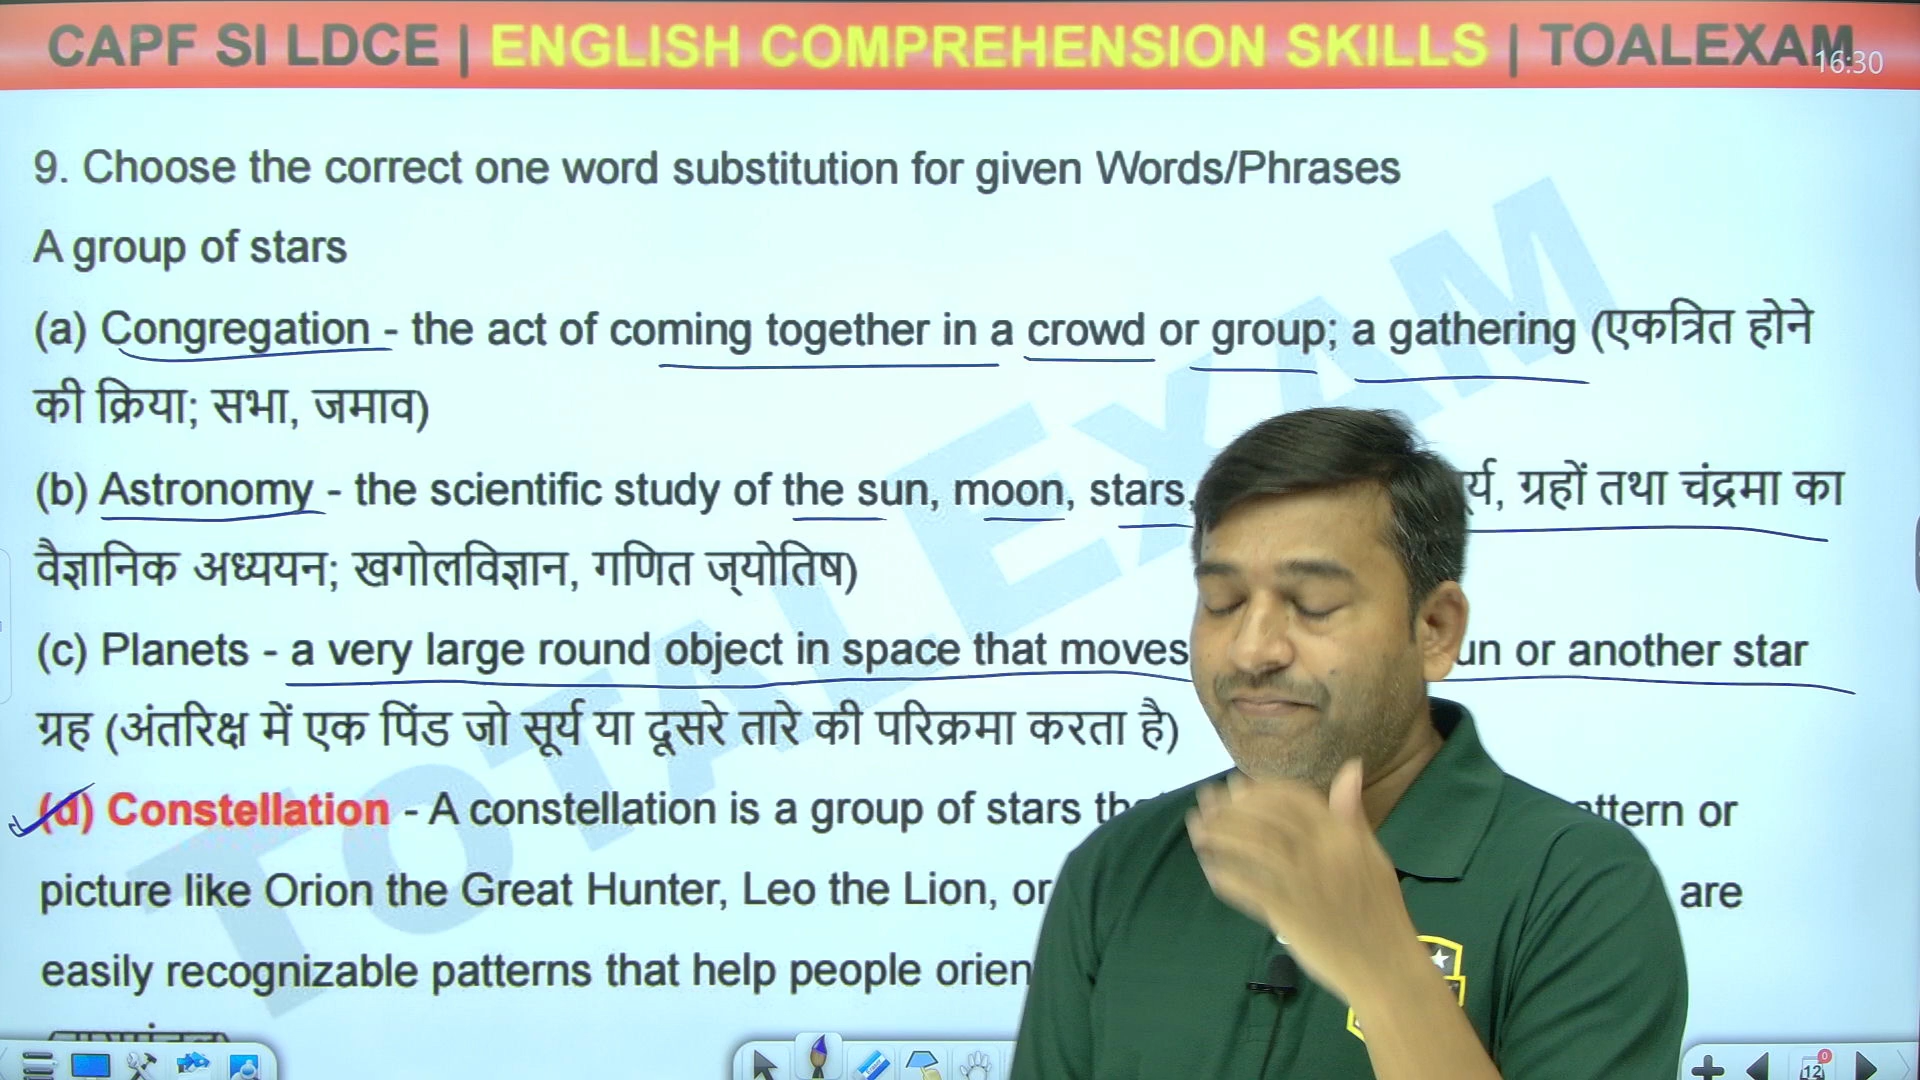 CAPF SI LDCE | ENGLISH COMPREHENSION SKILLS | TOALEXAM
16:30
9. Choose the correct one word substitution for given Words/Phrases
A group of stars
(a) Congregation - the act of coming together in a crowd or group; a gathering (एकत्रित होने
की क्रिया; सभा, जमाव)
(b) Astronomy - the scientific study of the sun, moon, stars, ग्रहों तथा चंद्रमा का
वैज्ञानिक अध्ययन; खगोलविज्ञान, गणित ज्योतिष)
(c) Planets - a very large round object in space that moves or another star
ग्रह (अंतरिक्ष में एक पिंड जो सूर्य या दूसरे तारे की परिक्रमा करता है)
(d) Constellation - A constellation is a group of stars or
picture like Orion the Great Hunter, Leo the Lion, or are
easily recognizable patterns that help people
TOTALEXAM
0
12